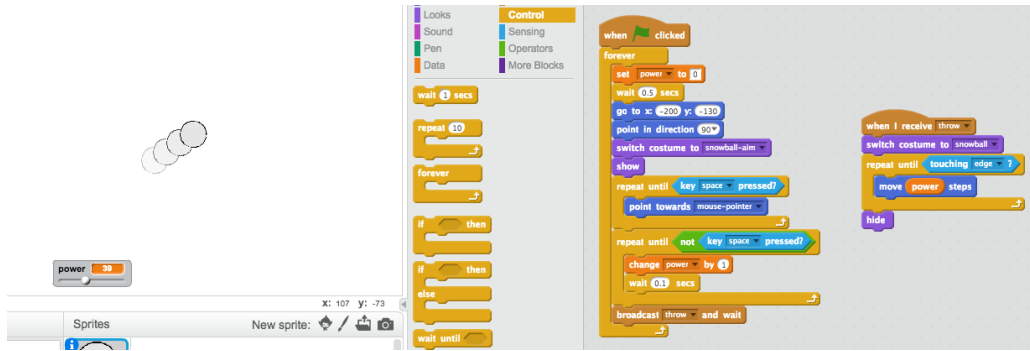 Looks
Control
Sound
Sensing
Pen
Operators
Data
More Blocks
power 39
X: 107 y: -73
Sprites
New sprite:
wait 1 secs
repeat 10
forever
if then
if then
else
wait until
when clicked
forever
set power to 0
wait 0.5 secs
go to x: -200 y: -130
point in direction 90
switch costume to snowball-aim
show
repeat until key space pressed?
point towards mouse-pointer
repeat until not key space pressed?
change power by 1
wait 0.1 secs
broadcast throw and wait
when I receive throw
switch costume to snowball
repeat until touching edge ?
move power steps
hide